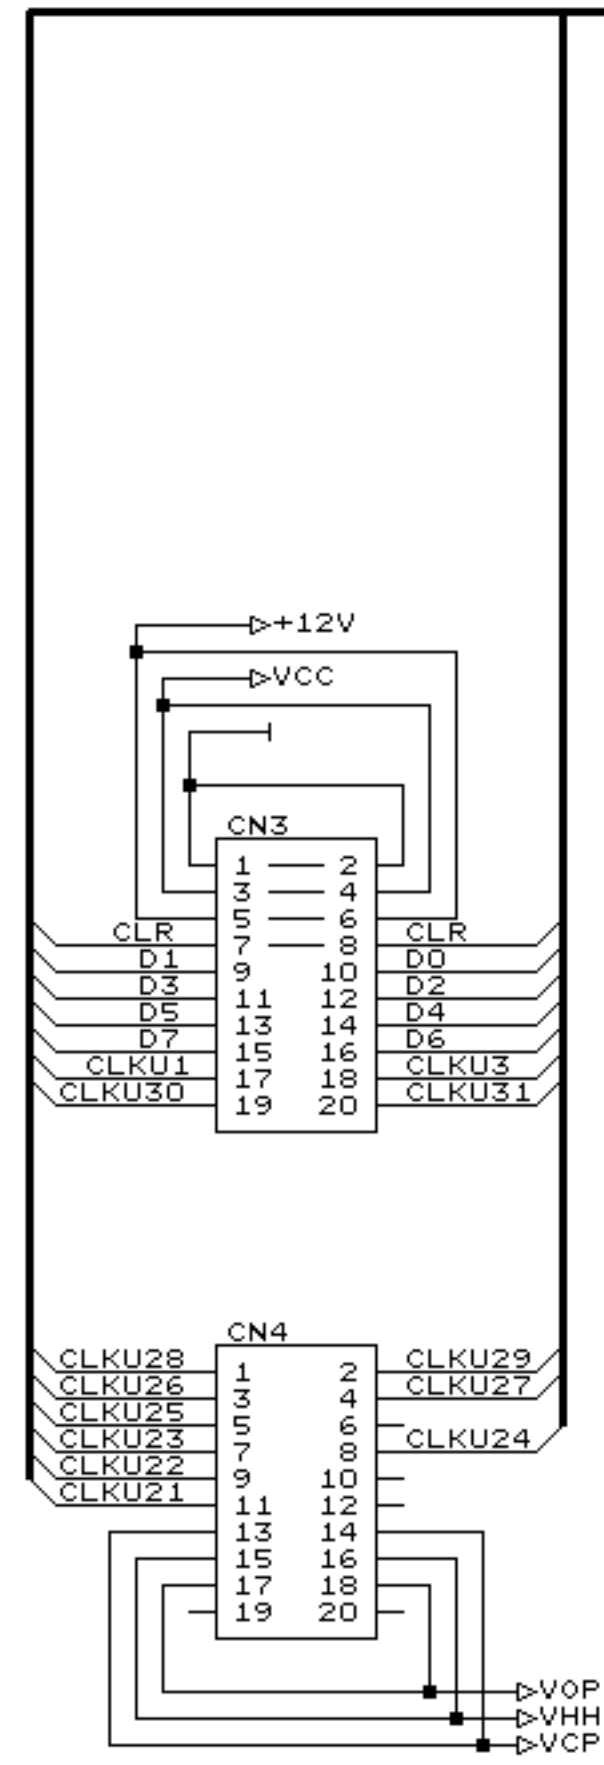 +12V
VCC
CN3
1 2
3 4
5 6
CLR 7 8 CLR
D1 9 10 D0
D3 11 12 D2
D5 13 14 D4
D7 15 16 D6
CLKU1 17 18 CLKU3
CLKU30 19 20 CLKU31
CN4
CLKU28 1 2 CLKU29
CLKU26 3 4 CLKU27
CLKU25 5 6
CLKU23 7 8 CLKU24
CLKU22 9 10
CLKU21 11 12
13 14
15 16
17 18
19 20
VOP
VHH
VCP